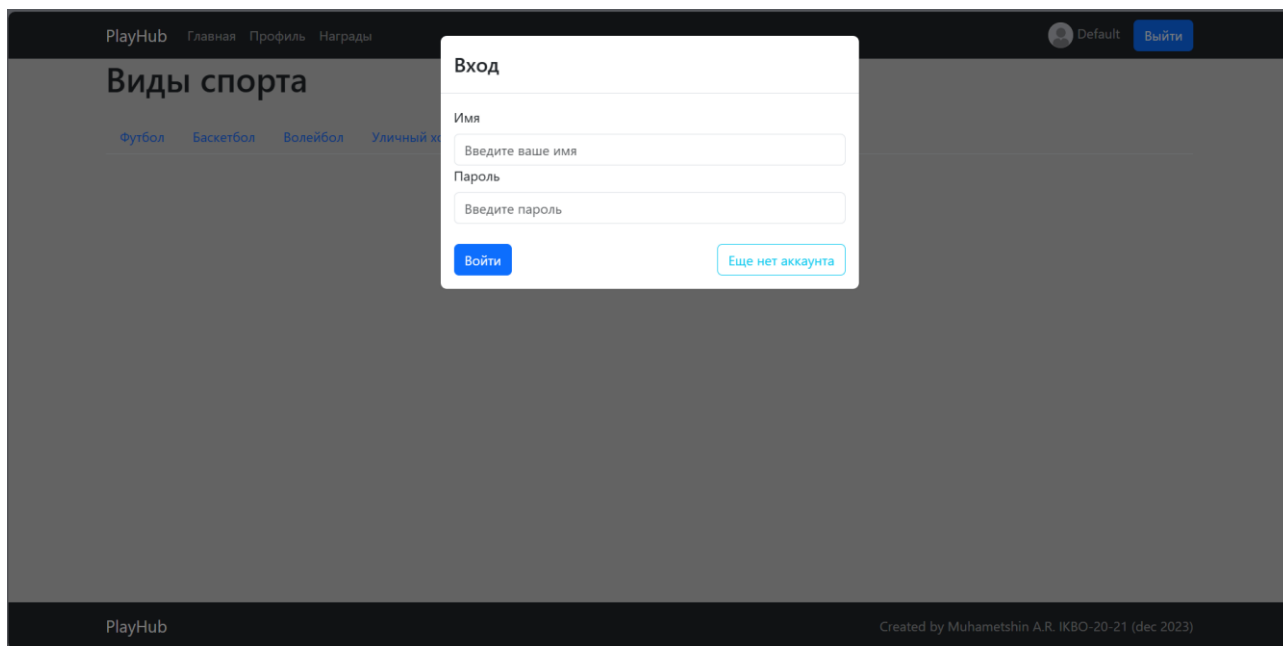 PlayHub Главная Профиль Награды Default Выйти
Виды спорта
Футбол Баскетбол Волейбол Уличный
Вход
Имя
Введите ваше имя
Пароль
Введите пароль
Войти Еще нет аккаунта
PlayHub Created by Muhametshin A.R. IKBO-20-21 (dec 2023)